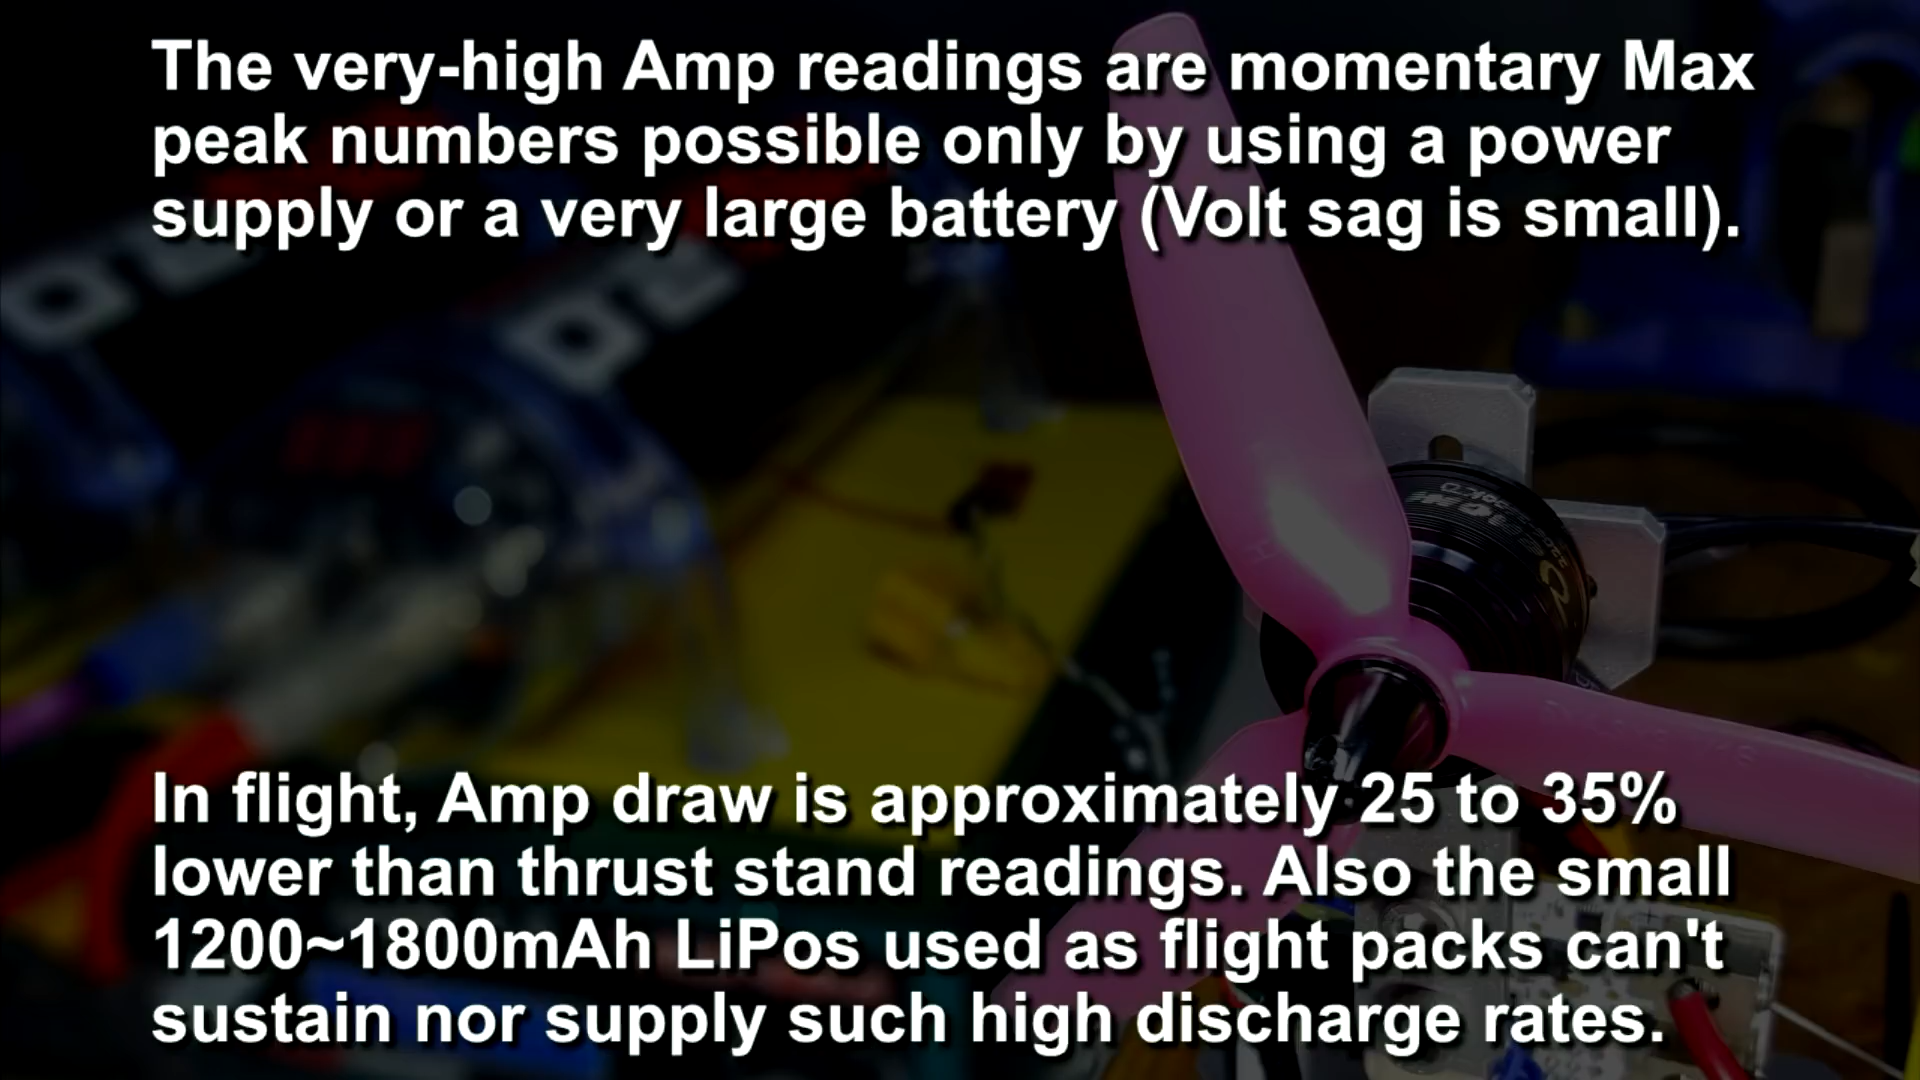 The very-high Amp readings are momentary Max
peak numbers possible only by using a power
supply or a very large battery (Volt sag is small).
In flight, Amp draw is approximately 25 to 35%
lower than thrust stand readings. Also the small
1200~1800mAh LiPos used as flight packs can't
sustain nor supply such high discharge rates.